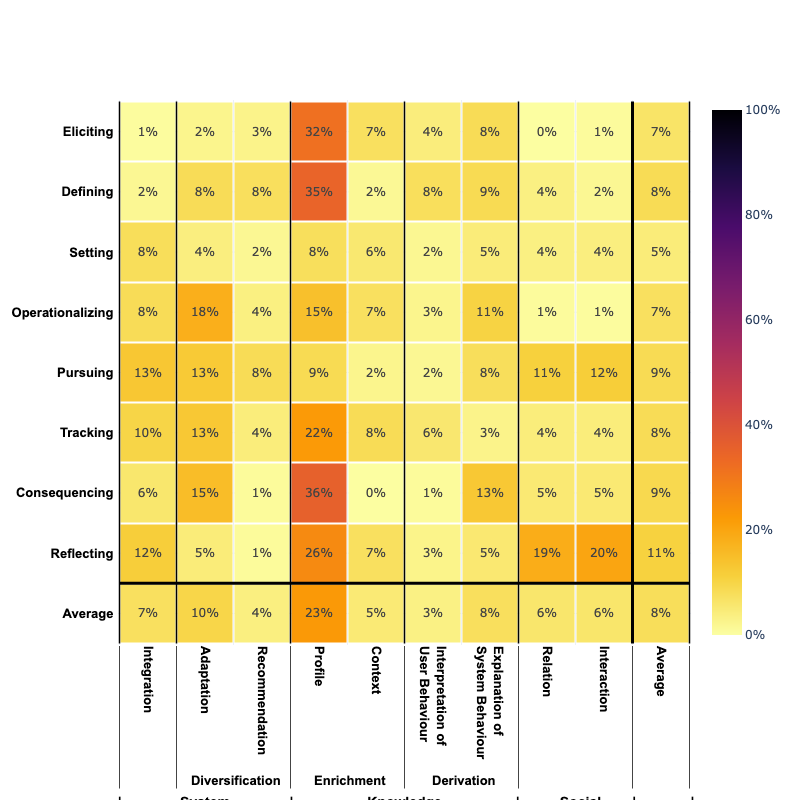 100%
Eliciting 1% 2% 3% 32% 7% 4% 8% 0% 1% 7%
Defining 2% 8% 8% 35% 2% 8% 9% 4% 2% 8%
80%
Setting 8% 4% 2% 8% 6% 2% 5% 4% 4% 5%
Operationalizing 8% 18% 4% 15% 7% 3% 11% 1% 1% 7%
60%
Pursuing 13% 13% 8% 9% 2% 2% 8% 11% 12% 9%
40%
Tracking 10% 13% 4% 22% 8% 6% 3% 4% 4% 8%
Consequencing 6% 15% 1% 36% 0% 1% 13% 5% 5% 9%
20%
Reflecting 12% 5% 1% 26% 7% 3% 5% 19% 20% 11%
Average 7% 10% 4% 23% 5% 3% 8% 6% 6% 8%
0%
Integration
Adaptation
Recommendation
Profile
Context
Interpretation of
User Behaviour
Explanation of
System Behaviour
Relation
Interaction
Average
Diversification Enrichment Derivation
System Knowledge Social